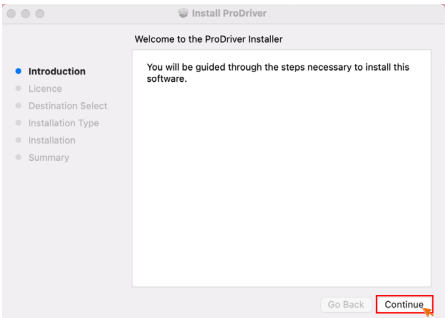 Install ProDriver
Welcome to the ProDriver Installer
Introduction
Licence
Destination Select
Installation Type
Installation
Summary
You will be guided through the steps necessary to install this
software.
Go Back
Continue